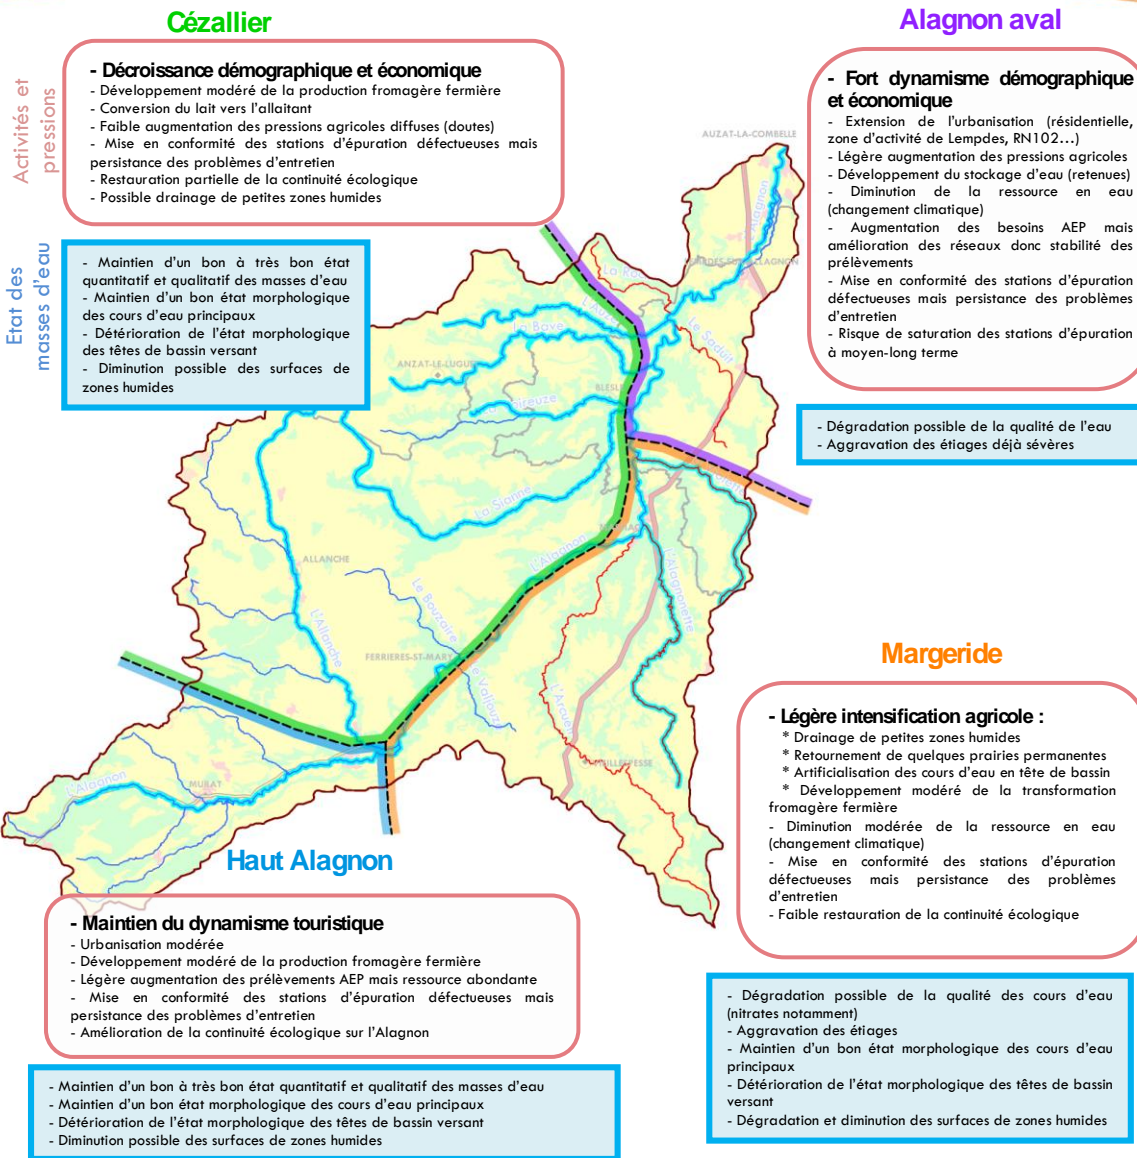 Cézallier
Alagnon aval
Activités et
pressions
- Décroissance démographique et économique
- Développement modéré de la production fromagère fermière
- Conversion du lait vers l'allaitant
- Faible augmentation des pressions agricoles diffuses (doutes)
- Mise en conformité des stations d'épuration défectueuses mais
persistance des problèmes d'entretien
- Restauration partielle de la continuité écologique
- Possible drainage de petites zones humides
- Fort dynamisme démographique
et économique
- Extension de l'urbanisation (résidentielle,
zone d'activité de Lempdes, RN102...)
- Légère augmentation des pressions agricoles
- Développement du stockage d'eau (retenues)
- Diminution de la ressource en eau
(changement climatique)
- Augmentation des besoins AEP mais
amélioration des réseaux donc stabilité des
prélèvements
- Mise en conformité des stations d'épuration
défectueuses mais persistance des problèmes
d'entretien
- Risque de saturation des stations d'épuration
à moyen-long terme
Etat des
masses d'eau
- Maintien d'un bon à très bon état
quantitatif et qualitatif des masses d'eau
- Maintien d'un bon état morphologique
des cours d'eau principaux
- Détérioration de l'état morphologique
des têtes de bassin versant
- Diminution possible des surfaces de
zones humides
- Dégradation possible de la qualité de l'eau
- Aggravation des étiages déjà sévères
AUZAT-LA-COMBELLE
L'Alagnon
La Bave
Le Saduit
ANZAT-LE-LUGUET
La Sianne
L'Alagnon
ALLANCHE
L'Allanche
Le Bouzaire
L'Alagnonette
FERRIERES-ST-MARY
Le Valjouze
L'Arcueil
L'Alagnon
MURAT
Margeride
- Légère intensification agricole :
* Drainage de petites zones humides
* Retournement de quelques prairies permanentes
* Artificialisation des cours d'eau en tête de bassin
* Développement modéré de la transformation
fromagère fermière
- Diminution modérée de la ressource en eau
(changement climatique)
- Mise en conformité des stations d'épuration
défectueuses mais persistance des problèmes
d'entretien
- Faible restauration de la continuité écologique
Haut Alagnon
- Maintien du dynamisme touristique
- Urbanisation modérée
- Développement modéré de la production fromagère fermière
- Légère augmentation des prélèvements AEP mais ressource abondante
- Mise en conformité des stations d'épuration défectueuses mais
persistance des problèmes d'entretien
- Amélioration de la continuité écologique sur l'Alagnon
- Dégradation possible de la qualité des cours d'eau
(nitrates notamment)
- Aggravation des étiages
- Maintien d'un bon état morphologique des cours d'eau
principaux
- Détérioration de l'état morphologique des têtes de bassin
versant
- Dégradation et diminution des surfaces de zones humides
- Maintien d'un bon à très bon état quantitatif et qualitatif des masses d'eau
- Maintien d'un bon état morphologique des cours d'eau principaux
- Détérioration de l'état morphologique des têtes de bassin versant
- Diminution possible des surfaces de zones humides